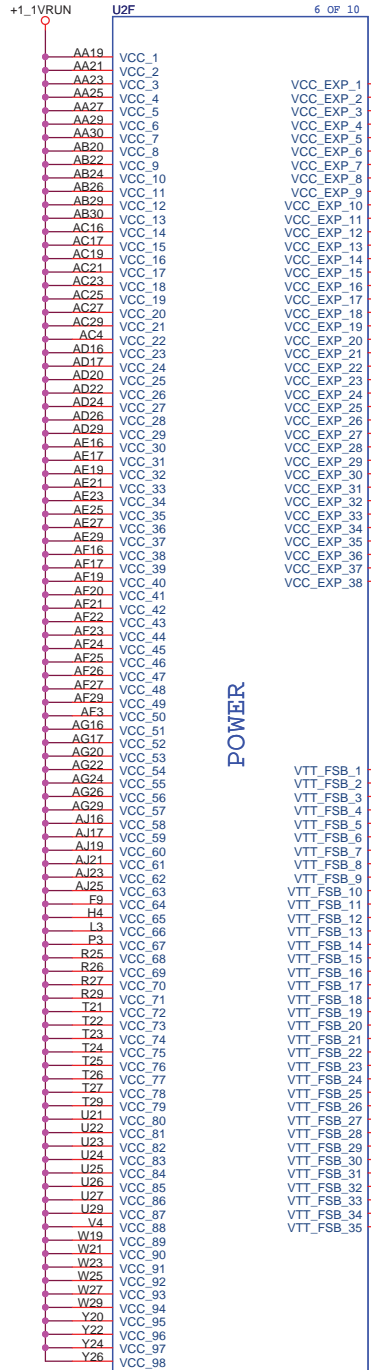 +1_1VRUN
U2F
6 OF 10
AA19 VCC_1
AA21 VCC_2
AA23 VCC_3
AA25 VCC_4
AA27 VCC_5
AA29 VCC_6
AA30 VCC_7
AB20 VCC_8
AB22 VCC_9
AB24 VCC_10
AB26 VCC_11
AB29 VCC_12
AB30 VCC_13
AC16 VCC_14
AC17 VCC_15
AC19 VCC_16
AC21 VCC_17
AC23 VCC_18
AC25 VCC_19
AC27 VCC_20
AC29 VCC_21
AC4 VCC_22
AD16 VCC_23
AD17 VCC_24
AD20 VCC_25
AD22 VCC_26
AD24 VCC_27
AD26 VCC_28
AD29 VCC_29
AE16 VCC_30
AE17 VCC_31
AE19 VCC_32
AE21 VCC_33
AE23 VCC_34
AE25 VCC_35
AE27 VCC_36
AE29 VCC_37
AF16 VCC_38
AF17 VCC_39
AF19 VCC_40
AF20 VCC_41
AF21 VCC_42
AF22 VCC_43
AF23 VCC_44
AF24 VCC_45
AF25 VCC_46
AF26 VCC_47
AF27 VCC_48
AF29 VCC_49
AF3 VCC_50
AG16 VCC_51
AG17 VCC_52
AG20 VCC_53
AG22 VCC_54
AG24 VCC_55
AG26 VCC_56
AG29 VCC_57
AJ16 VCC_58
AJ17 VCC_59
AJ19 VCC_60
AJ21 VCC_61
AJ23 VCC_62
AJ25 VCC_63
F9 VCC_64
H4 VCC_65
L3 VCC_66
P3 VCC_67
R25 VCC_68
R26 VCC_69
R27 VCC_70
R29 VCC_71
T21 VCC_72
T22 VCC_73
T23 VCC_74
T24 VCC_75
T25 VCC_76
T26 VCC_77
T27 VCC_78
T29 VCC_79
U21 VCC_80
U22 VCC_81
U23 VCC_82
U24 VCC_83
U25 VCC_84
U26 VCC_85
U27 VCC_86
U29 VCC_87
V4 VCC_88
W19 VCC_89
W21 VCC_90
W23 VCC_91
W25 VCC_92
W27 VCC_93
W29 VCC_94
Y20 VCC_95
Y22 VCC_96
Y24 VCC_97
Y26 VCC_98
POWER
VCC_EXP_1
VCC_EXP_2
VCC_EXP_3
VCC_EXP_4
VCC_EXP_5
VCC_EXP_6
VCC_EXP_7
VCC_EXP_8
VCC_EXP_9
VCC_EXP_10
VCC_EXP_11
VCC_EXP_12
VCC_EXP_13
VCC_EXP_14
VCC_EXP_15
VCC_EXP_16
VCC_EXP_17
VCC_EXP_18
VCC_EXP_19
VCC_EXP_20
VCC_EXP_21
VCC_EXP_22
VCC_EXP_23
VCC_EXP_24
VCC_EXP_25
VCC_EXP_26
VCC_EXP_27
VCC_EXP_28
VCC_EXP_29
VCC_EXP_30
VCC_EXP_31
VCC_EXP_32
VCC_EXP_33
VCC_EXP_34
VCC_EXP_35
VCC_EXP_36
VCC_EXP_37
VCC_EXP_38
VTT_FSB_1
VTT_FSB_2
VTT_FSB_3
VTT_FSB_4
VTT_FSB_5
VTT_FSB_6
VTT_FSB_7
VTT_FSB_8
VTT_FSB_9
VTT_FSB_10
VTT_FSB_11
VTT_FSB_12
VTT_FSB_13
VTT_FSB_14
VTT_FSB_15
VTT_FSB_16
VTT_FSB_17
VTT_FSB_18
VTT_FSB_19
VTT_FSB_20
VTT_FSB_21
VTT_FSB_22
VTT_FSB_23
VTT_FSB_24
VTT_FSB_25
VTT_FSB_26
VTT_FSB_27
VTT_FSB_28
VTT_FSB_29
VTT_FSB_30
VTT_FSB_31
VTT_FSB_32
VTT_FSB_33
VTT_FSB_34
VTT_FSB_35